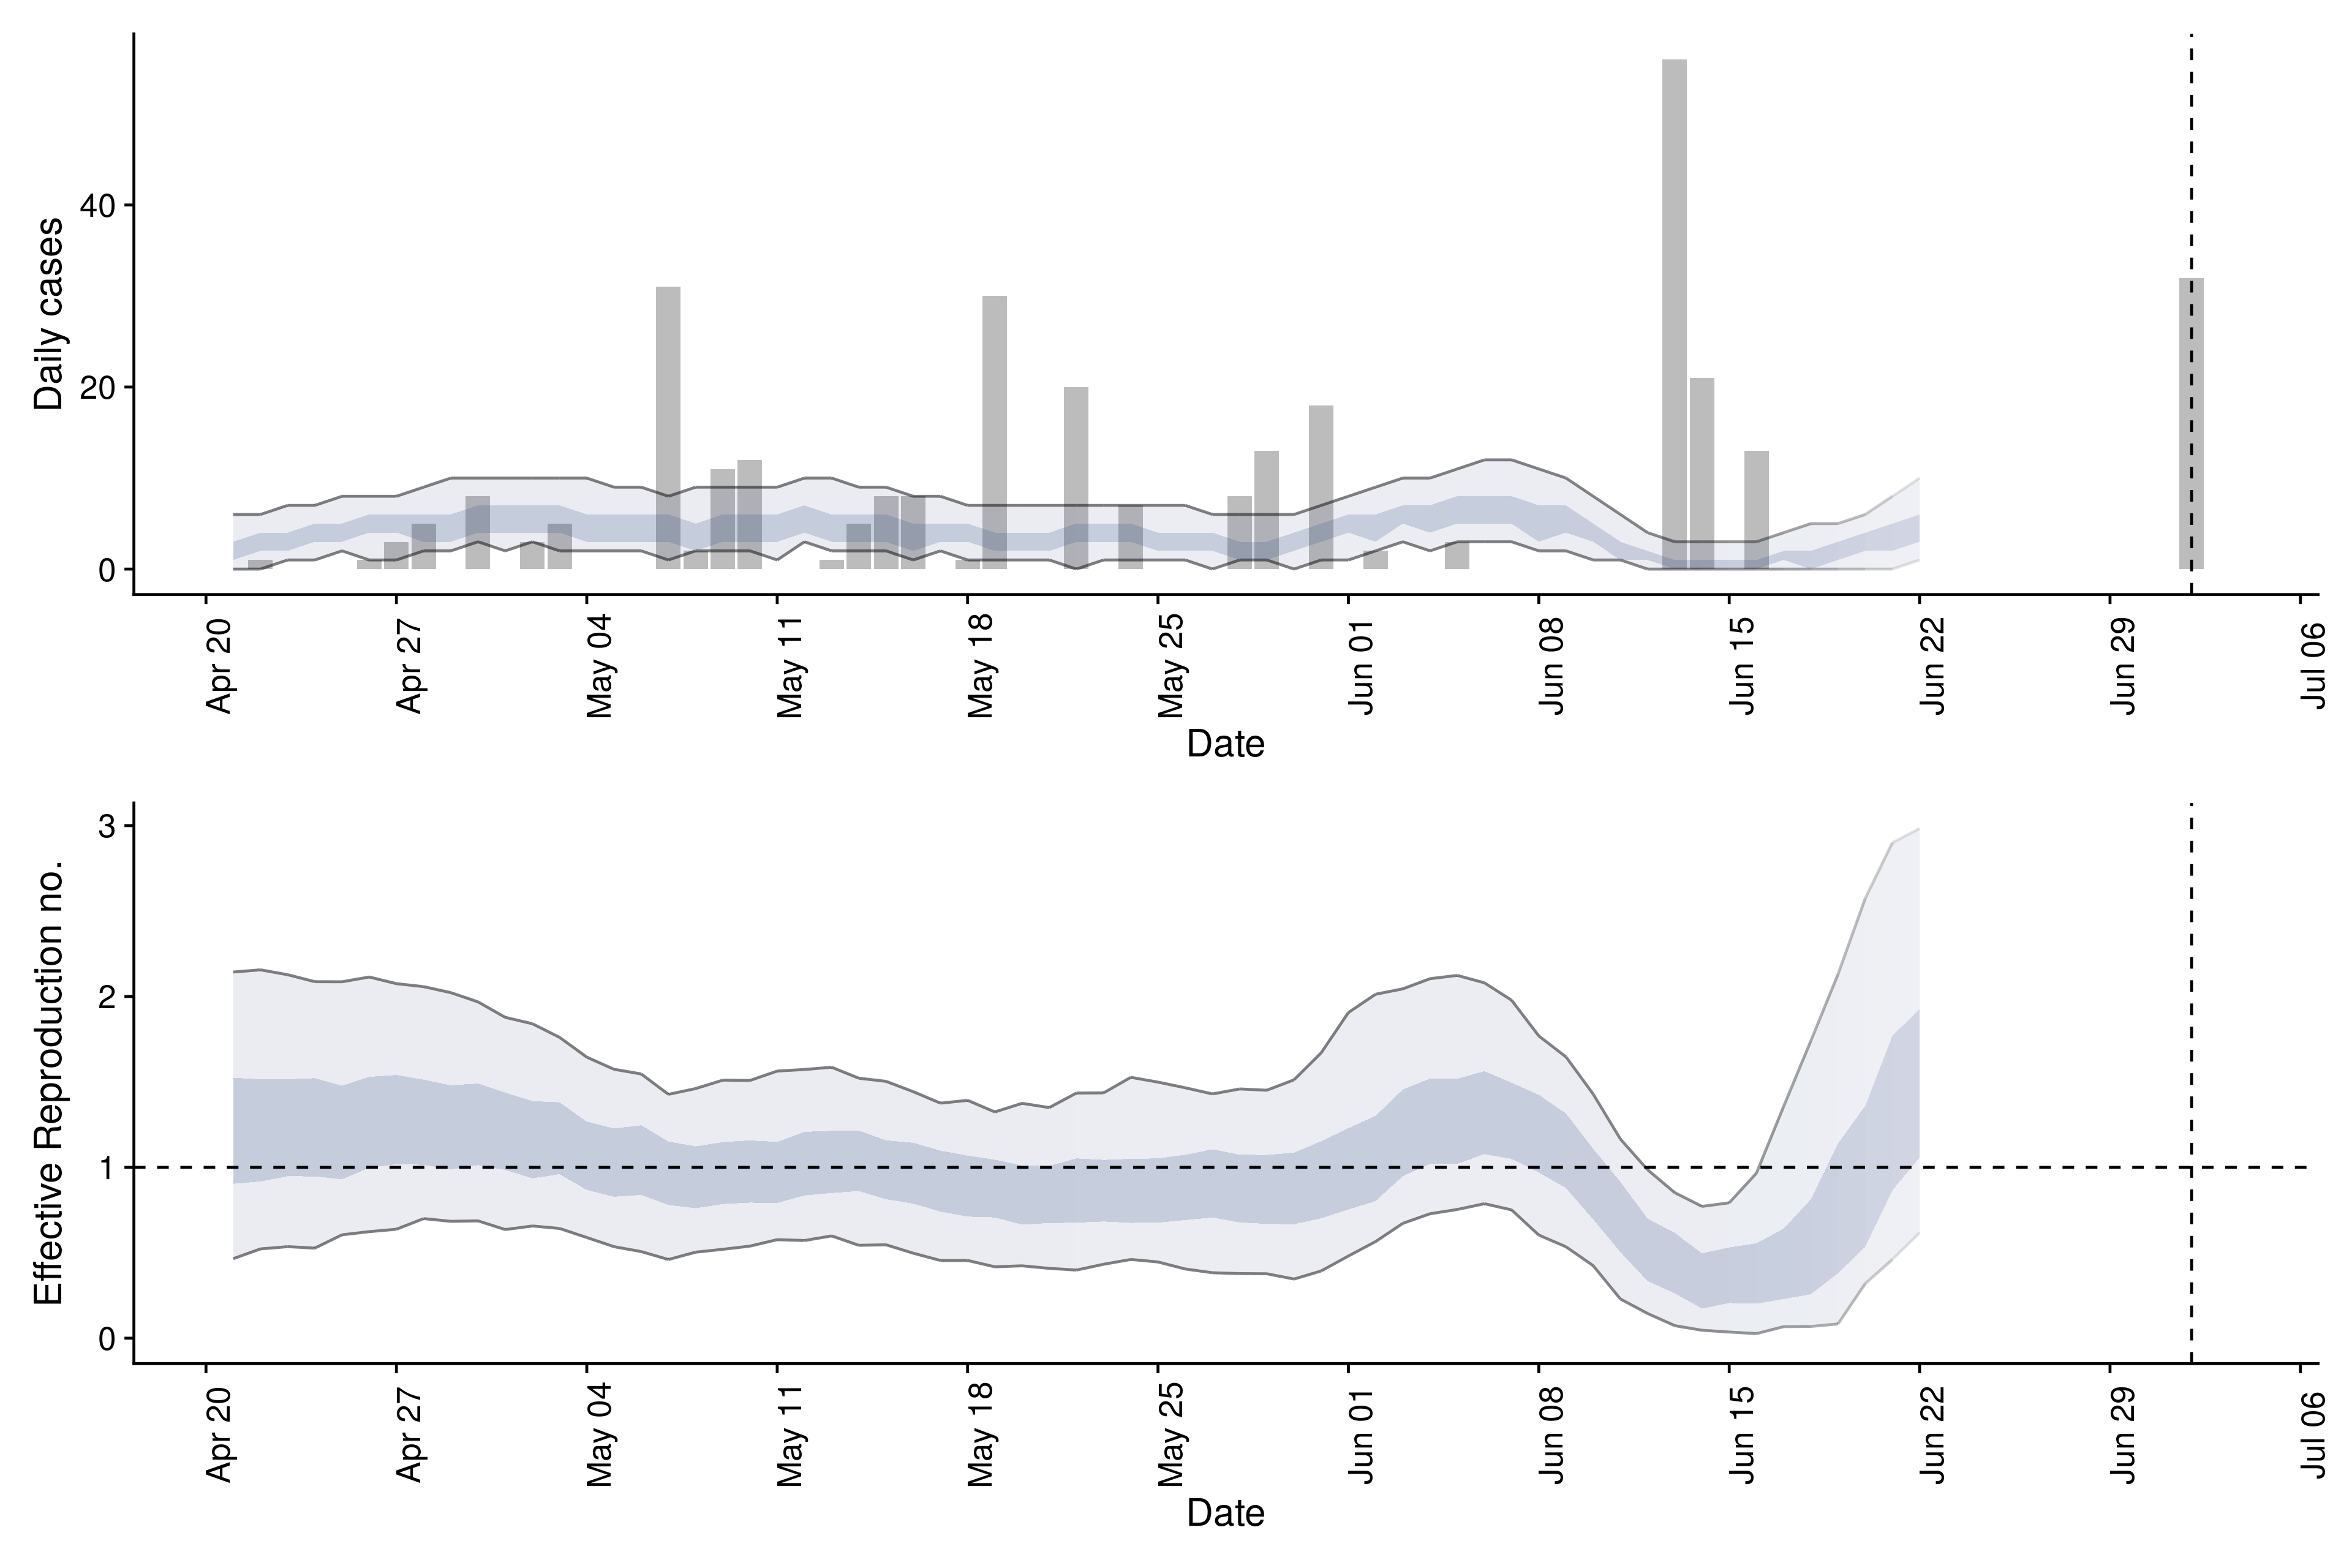 Daily cases
40
20
0
Apr 20
Apr 27
May 04
May 11
May 18
May 25
Jun 01
Jun 08
Jun 15
Jun 22
Jun 29
Jul 06
Date
Effective Reproduction no.
3
2
1
0
Apr 20
Apr 27
May 04
May 11
May 18
May 25
Jun 01
Jun 08
Jun 15
Jun 22
Jun 29
Jul 06
Date